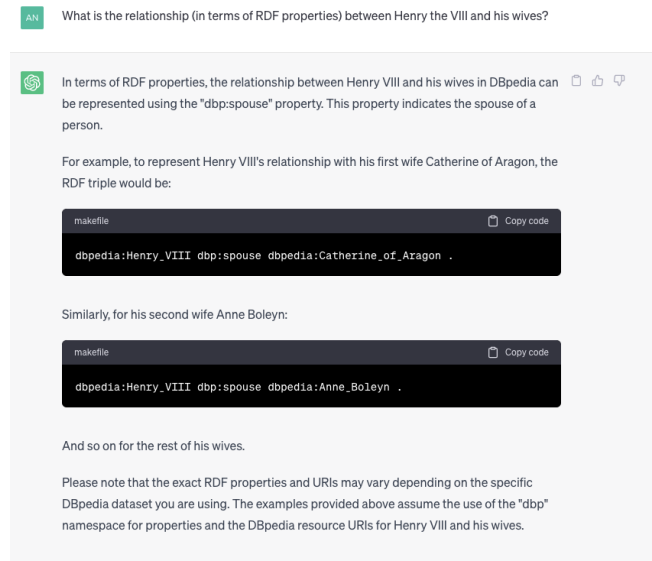 AN
What is the relationship (in terms of RDF properties) between Henry the VIII and his wives?
In terms of RDF properties, the relationship between Henry VIII and his wives in DBpedia can
be represented using the "dbp:spouse" property. This property indicates the spouse of a
person.
For example, to represent Henry VIII's relationship with his first wife Catherine of Aragon, the
RDF triple would be:
makefile
Copy code
dbpedia:Henry_VIII dbp:spouse dbpedia:Catherine_of_Aragon .
Similarly, for his second wife Anne Boleyn:
makefile
Copy code
dbpedia:Henry_VIII dbp:spouse dbpedia:Anne_Boleyn .
And so on for the rest of his wives.
Please note that the exact RDF properties and URIs may vary depending on the specific
DBpedia dataset you are using. The examples provided above assume the use of the "dbp"
namespace for properties and the DBpedia resource URIs for Henry VIII and his wives.